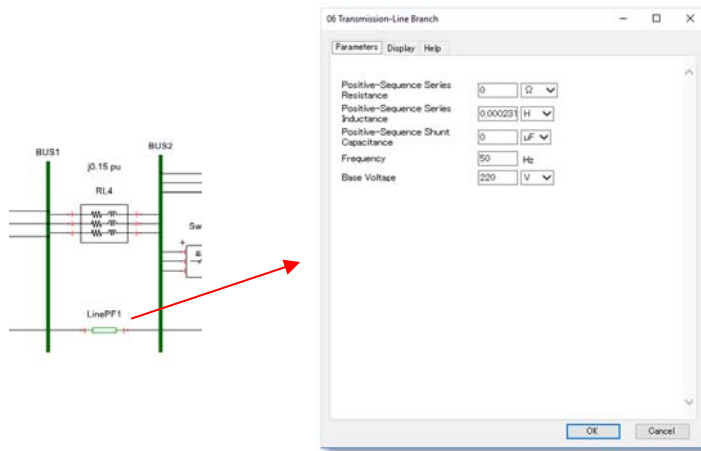 06 Transmission-Line Branch
Parameters Display Help
Positive-Sequence Series
Resistance
0 Ω
Positive-Sequence Series
Inductance
0.000231 H
Positive-Sequence Shunt
Capacitance
0 uF
Frequency
50 Hz
Base Voltage
220 V
OK Cancel
BUS1
BUS2
j0.15 pu
RL4
Sw
+
LinePF1